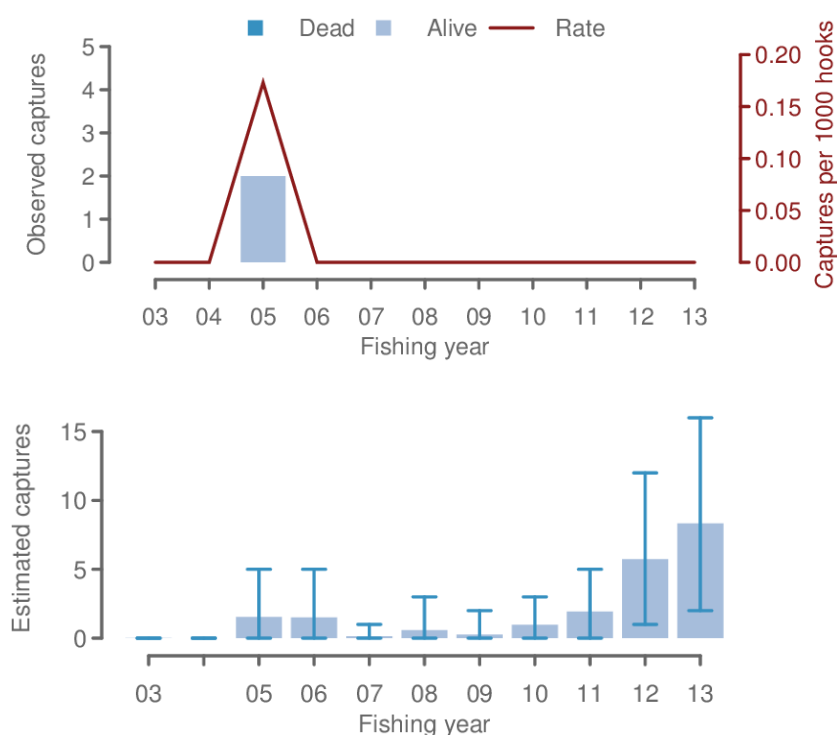 Dead Alive Rate
Observed captures
5
4
3
2
1
0
0.20
0.15
0.10
0.05
0.00
Captures per 1000 hooks
03 04 05 06 07 08 09 10 11 12 13
Fishing year
Estimated captures
15
10
5
0
03 05 06 07 08 09 10 11 12 13
Fishing year